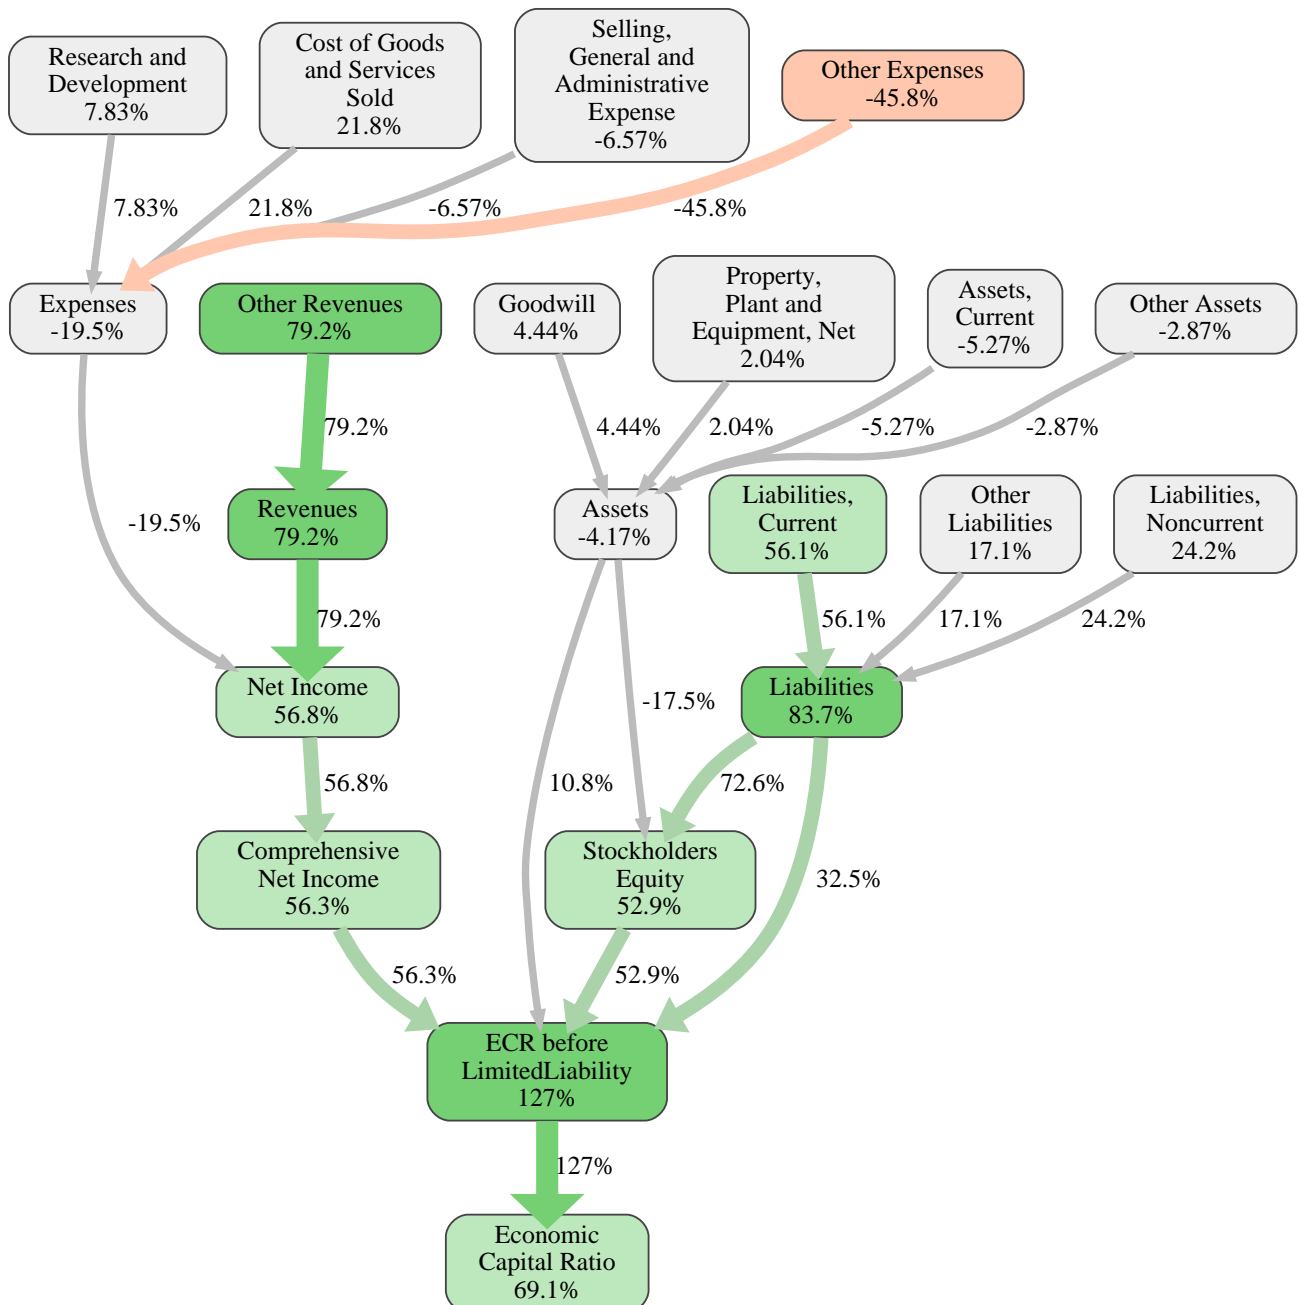 Research and
Development
7.83%
Cost of Goods
and Services
Sold
21.8%
Selling,
General and
Administrative
Expense
-6.57%
Other Expenses
-45.8%
7.83%
21.8%
-6.57%
-45.8%
Expenses
-19.5%
Other Revenues
79.2%
Goodwill
4.44%
Property,
Plant and
Equipment, Net
2.04%
Assets,
Current
-5.27%
Other Assets
-2.87%
79.2%
4.44%
2.04%
-5.27%
-2.87%
-19.5%
Revenues
79.2%
Assets
-4.17%
Liabilities,
Current
56.1%
Other
Liabilities
17.1%
Liabilities,
Noncurrent
24.2%
79.2%
56.1%
17.1%
24.2%
Net Income
56.8%
-17.5%
Liabilities
83.7%
56.8%
10.8%
72.6%
Comprehensive
Net Income
56.3%
Stockholders
Equity
52.9%
32.5%
56.3%
52.9%
ECR before
LimitedLiability
127%
127%
Economic
Capital Ratio
69.1%